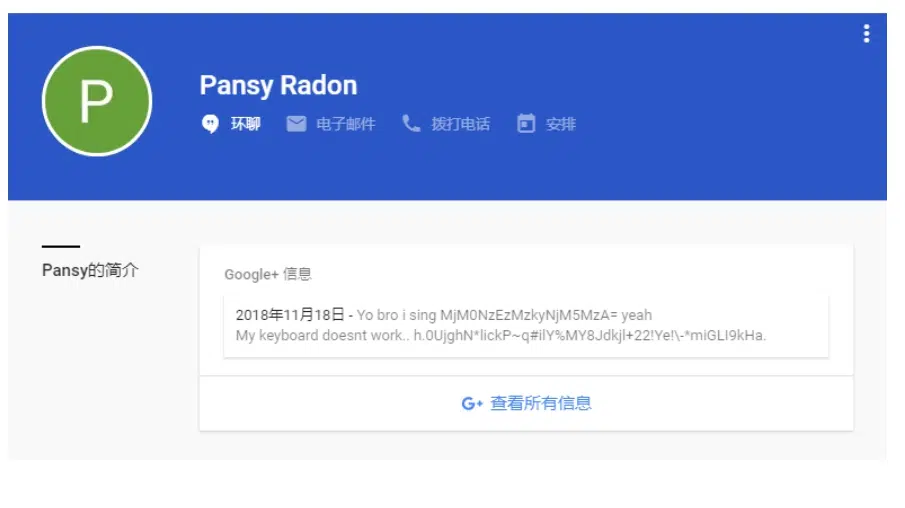 P
Pansy Radon
环聊 电子邮件 拨打电话 安排
Pansy的简介
Google+ 信息
2018年11月18日 - Yo bro i sing MjM0NzEzMzkyNjM5MzA= yeah
My keyboard doesnt work.. h.0UjghN*lickP~q#ilY%MY8Jdkjl+22!Ye!\-*miGLI9kHa.
G+ 查看所有信息